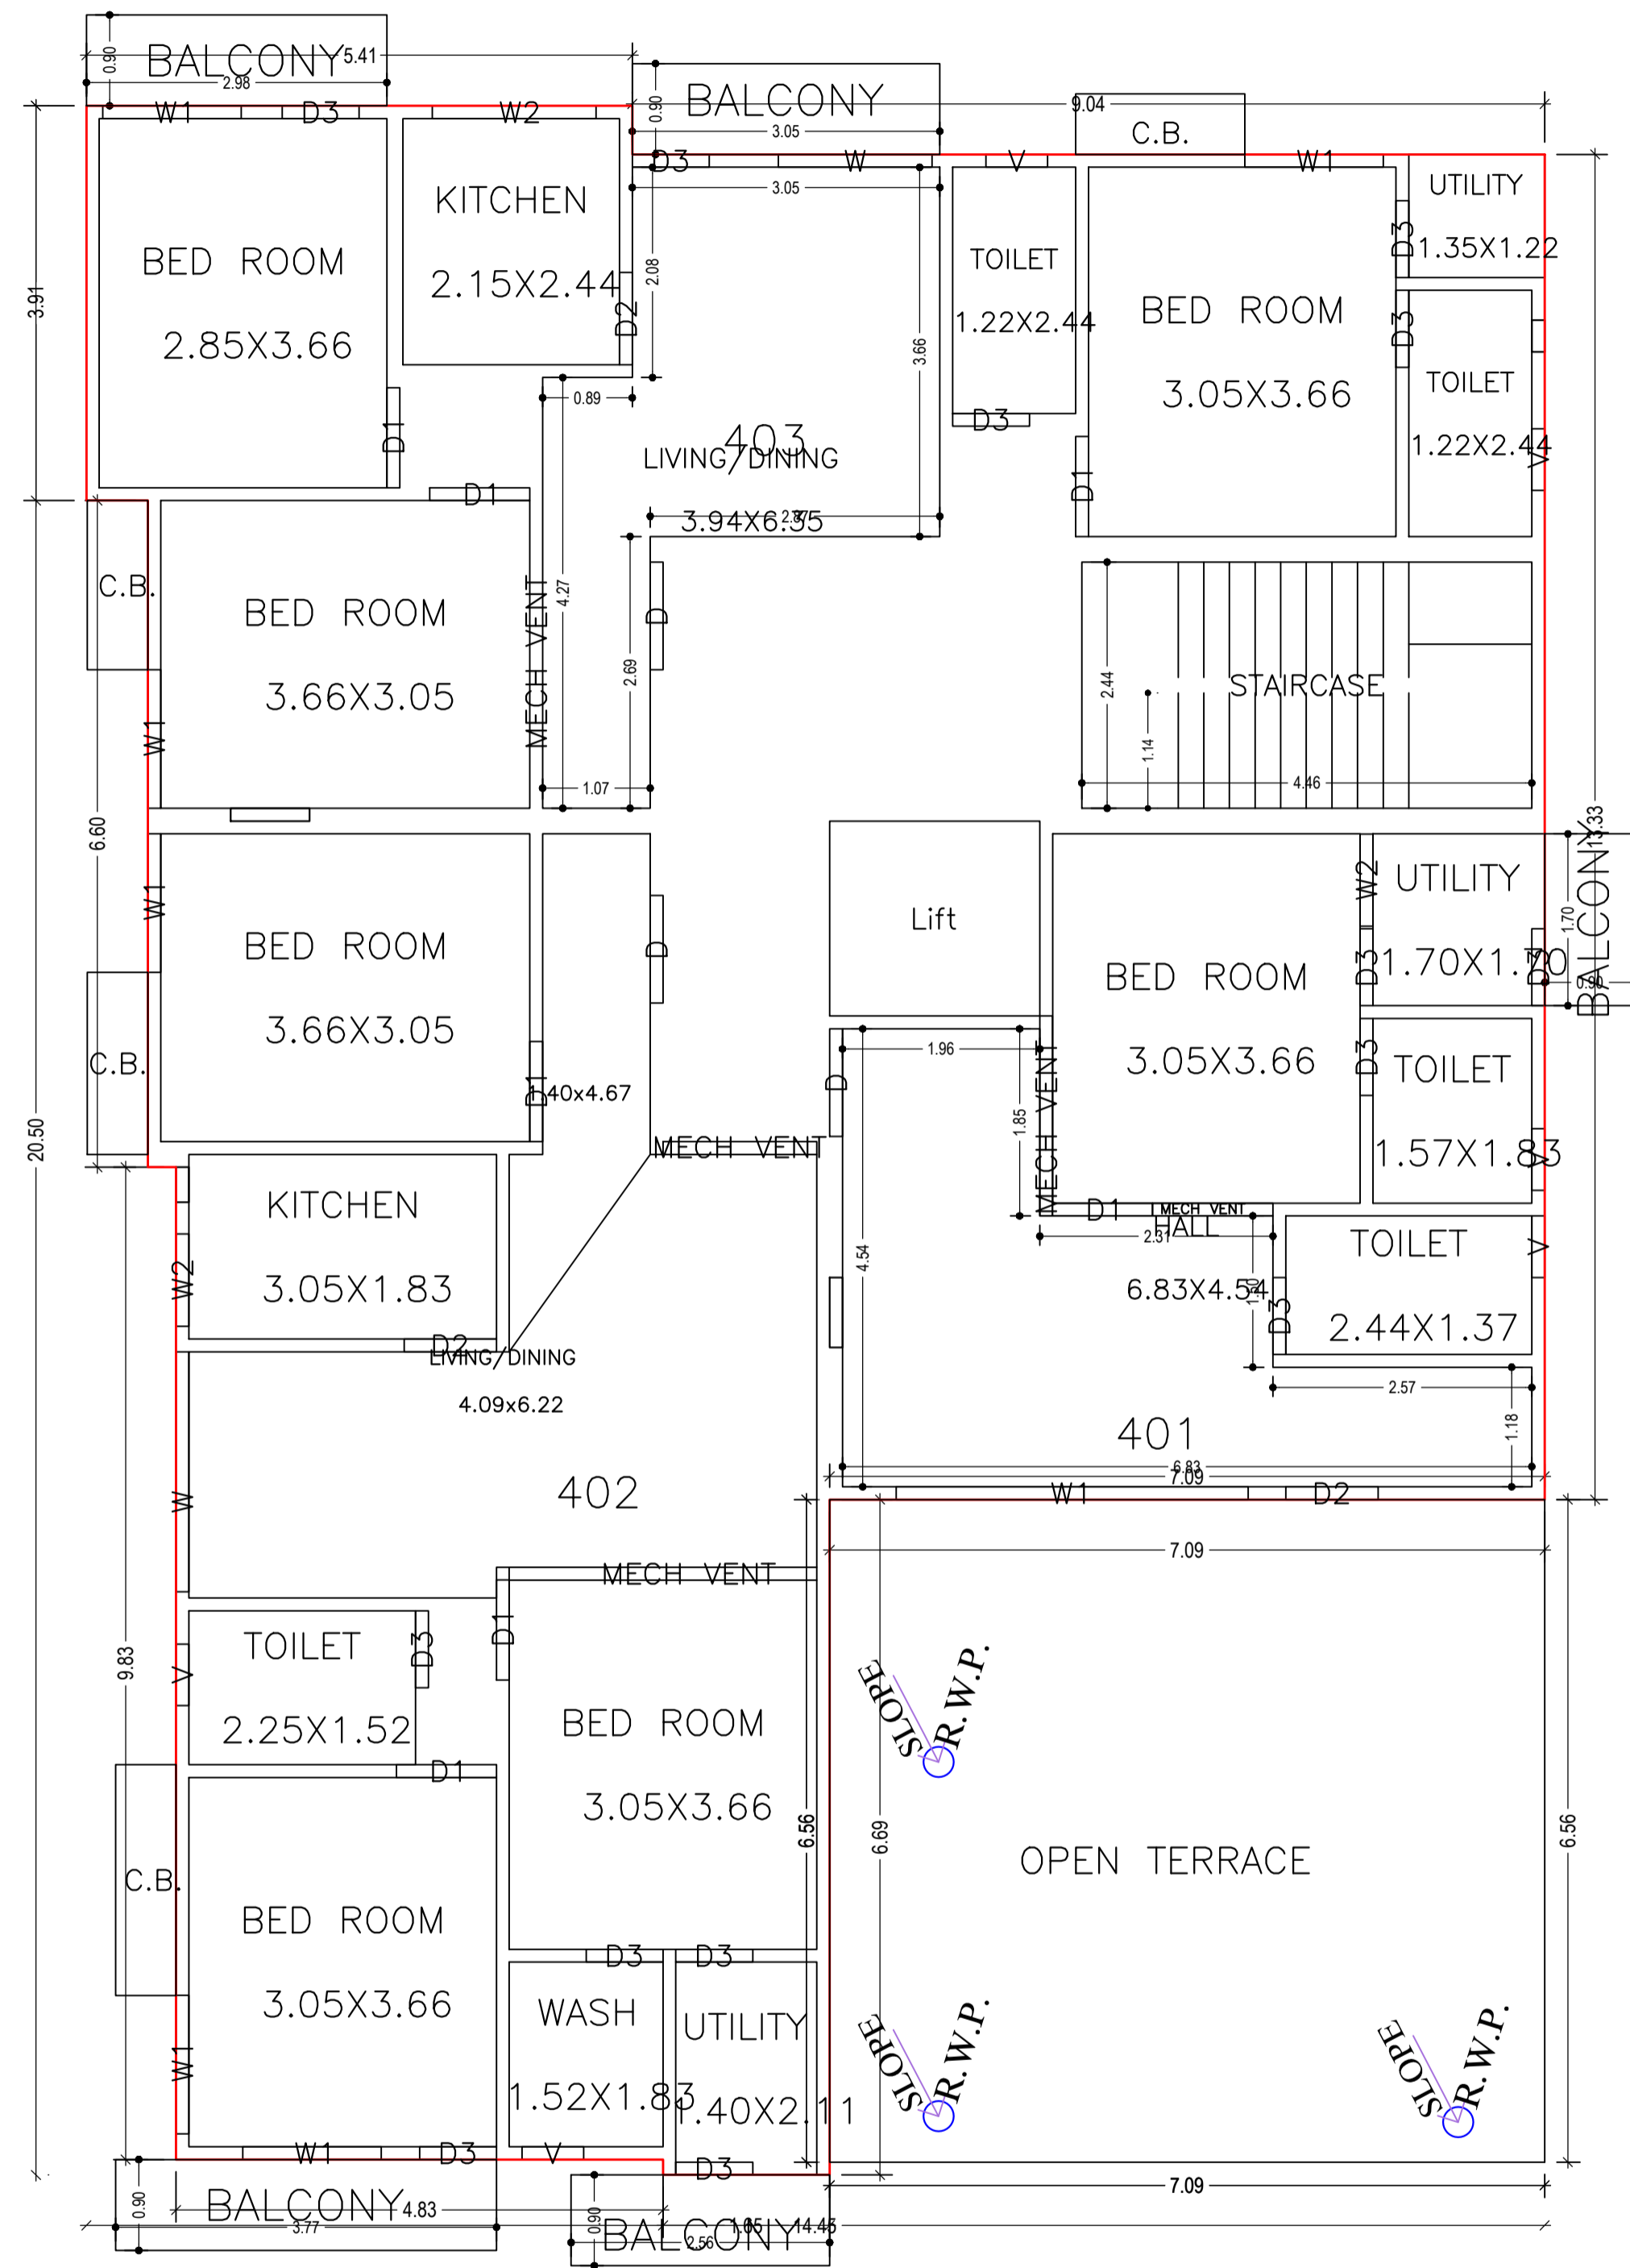 BALCONY
5.41
0.90
2.98
BALCONY
0.90
3.05
9.04
C.B.
W1
D3
W2
D3
W
V
W1
3.05
UTILITY
1.35X1.22
D3
KITCHEN
2.15X2.44
D2
2.08
BED ROOM
2.85X3.66
3.91
TOILET
1.22X2.44
3.66
BED ROOM
3.05X3.66
D3
TOILET
1.22X2.44
V
0.89
D1
D3
403
LIVING/DINING
3.94X6.35
2.87
D1
D1
C.B.
BED ROOM
3.66X3.05
MECH VENT
4.27
2.69
D
2.44
STAIRCASE
1.14
4.46
W1
1.07
6.60
13.33
BALCONY
W1
BED ROOM
3.66X3.05
C.B.
D
Lift
W2
UTILITY
1.70X1.70
1.70
D3
D3
0.90
BED ROOM
3.05X3.66
D1
1.40x4.67
1.96
D
1.85
MECH VENT
D3
TOILET
1.57X1.83
V
20.50
MECH VENT
KITCHEN
3.05X1.83
W2
D2
D1
MECH VENT
HALL
2.31
6.83X4.54
4.54
1.50
TOILET
2.44X1.37
V
D3
LIVING/DINING
4.09x6.22
2.57
1.18
401
6.83
7.09
402
W
W1
D2
7.09
MECH VENT
D1
TOILET
2.25X1.52
D3
V
9.83
D1
BED ROOM
3.05X3.66
SLOPE
R.W.P.
6.56
6.69
OPEN TERRACE
6.56
C.B.
BED ROOM
3.05X3.66
D3
D3
WASH
1.52X1.83
UTILITY
1.40X2.11
W1
SLOPE
R.W.P.
SLOPE
R.W.P.
W1
D3
V
D3
0.90
BALCONY
4.83
3.77
0.90
BALCONY
1.65
14.45
2.56
7.09